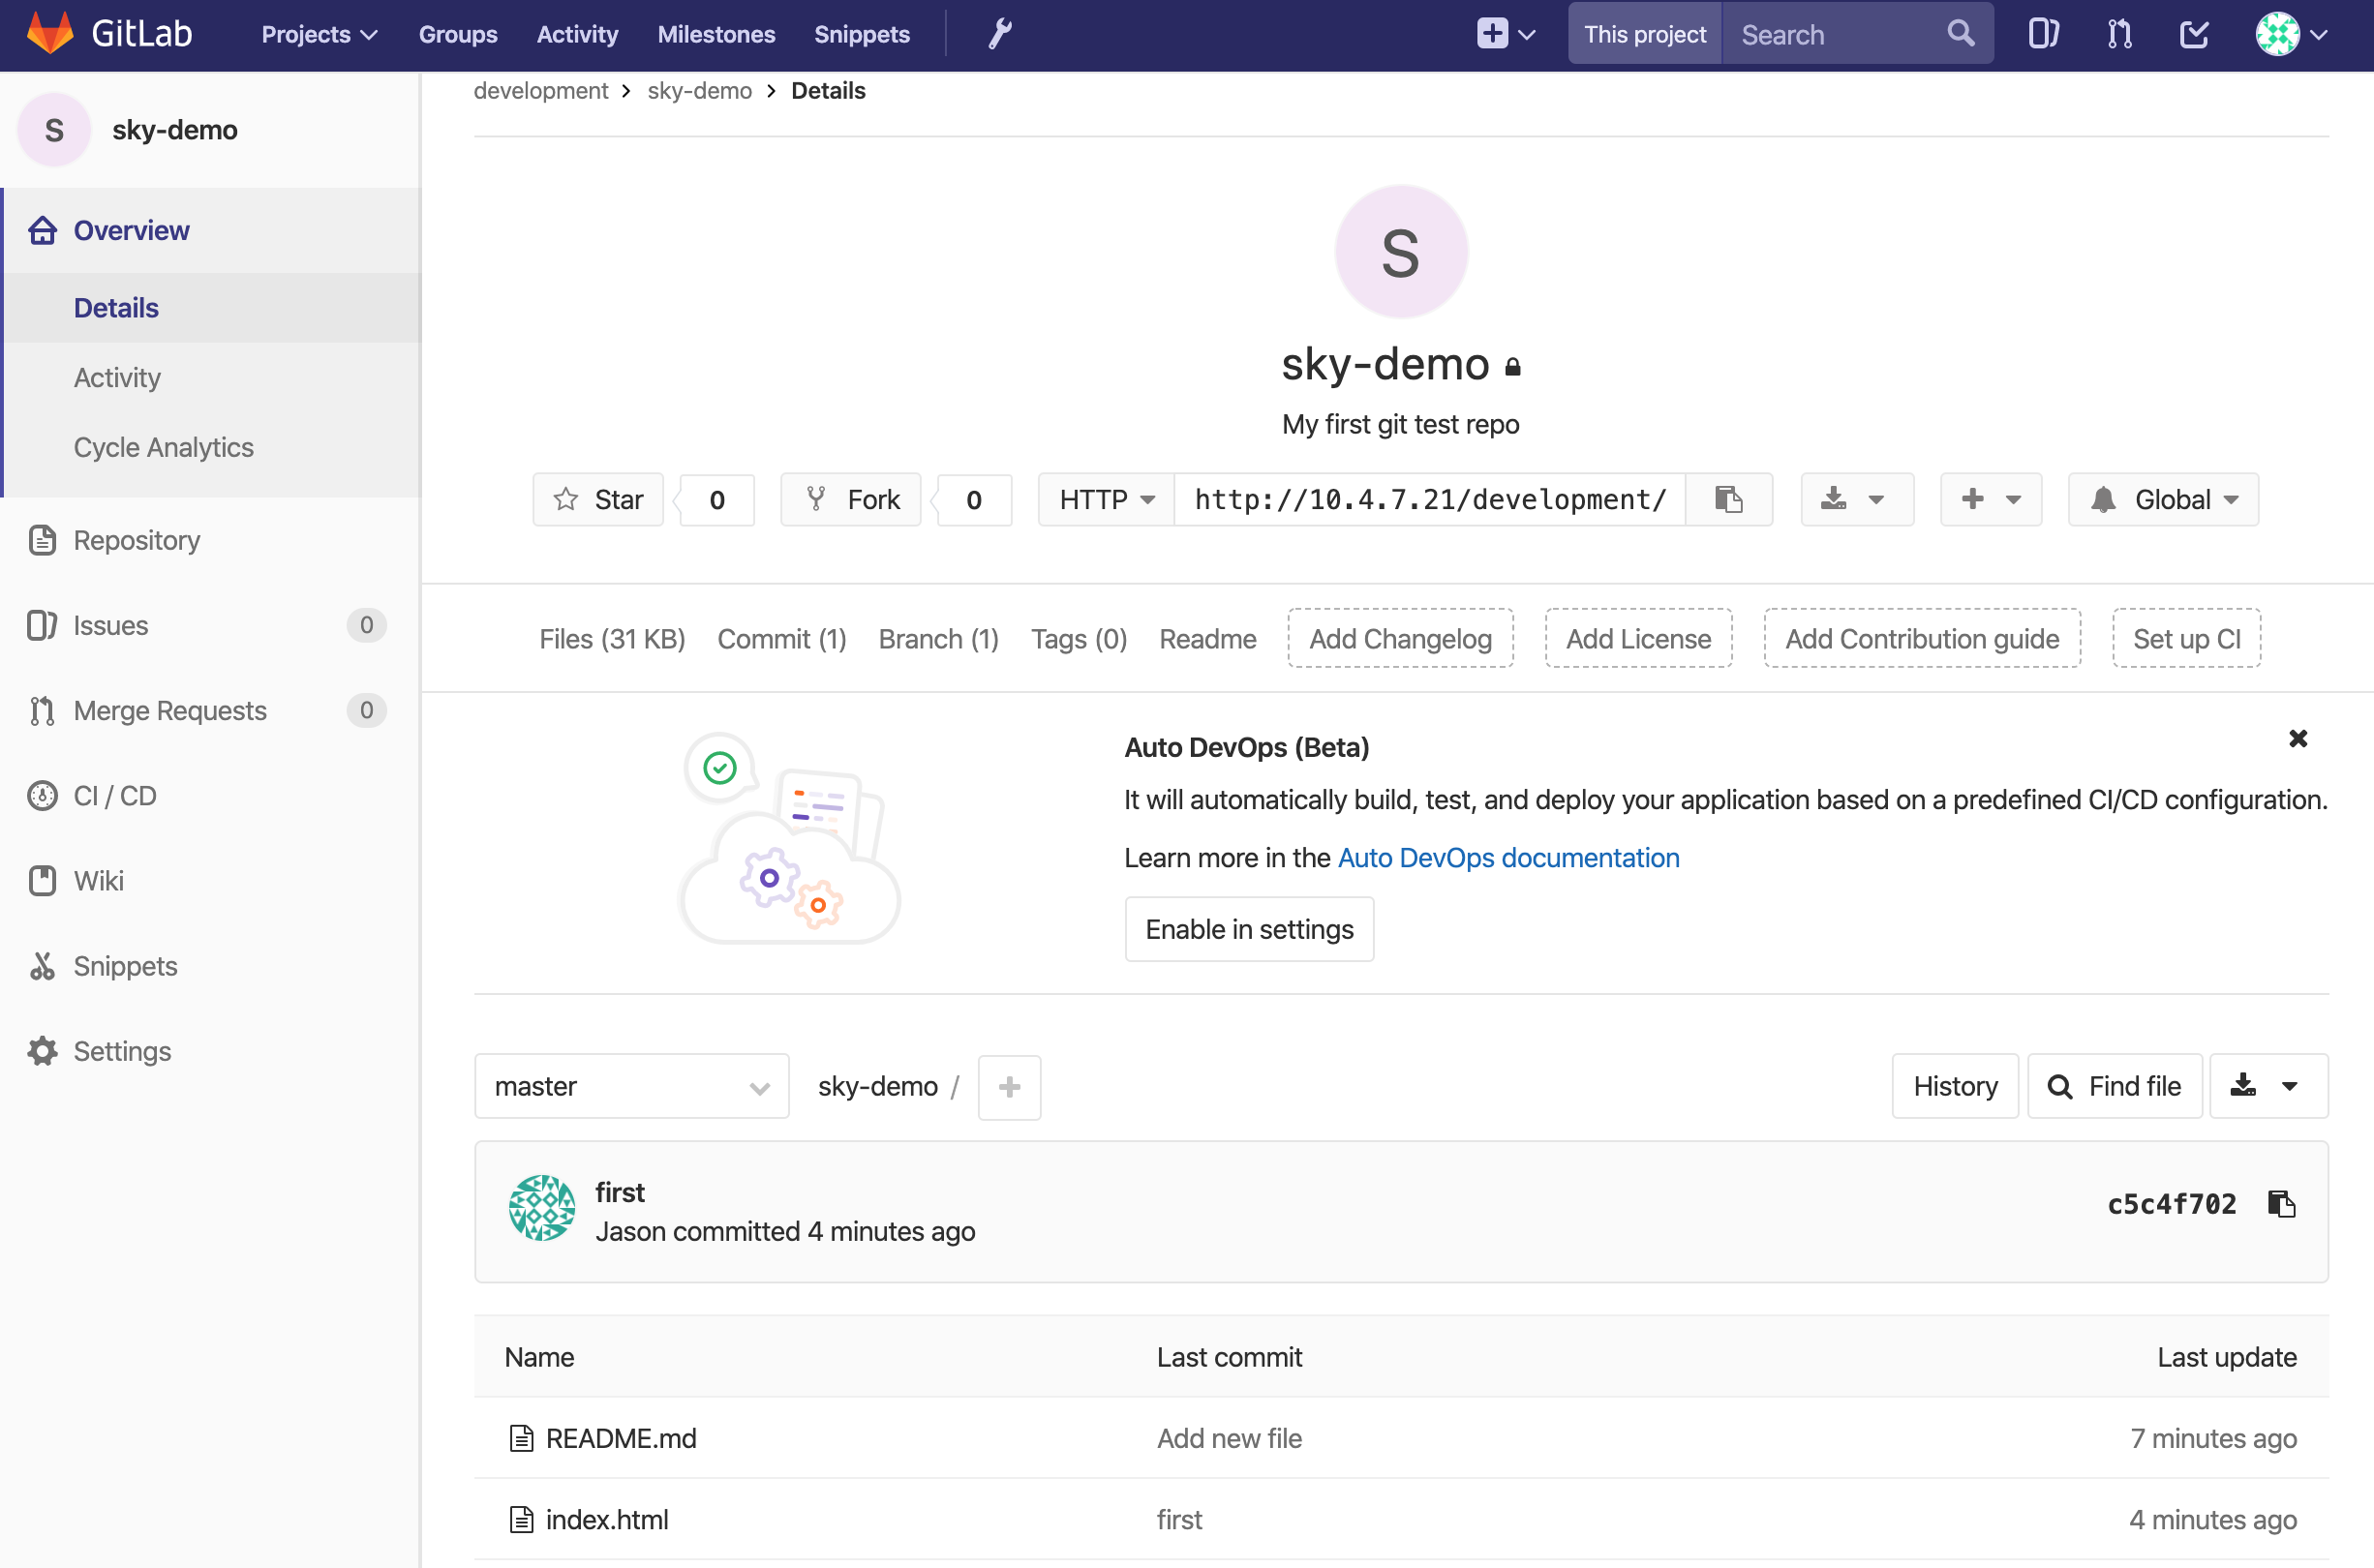 GitLab Projects Groups Activity Milestones Snippets This project Search
S sky-demo
Overview
Details
Activity
Cycle Analytics
Repository
Issues 0
Merge Requests 0
CI / CD
Wiki
Snippets
Settings
development > sky-demo > Details
S
sky-demo
My first git test repo
Star 0 Fork 0 HTTP http://10.4.7.21/development/ Global
Files (31 KB) Commit (1) Branch (1) Tags (0) Readme Add Changelog Add License Add Contribution guide Set up CI
Auto DevOps (Beta)
It will automatically build, test, and deploy your application based on a predefined CI/CD configuration.
Learn more in the Auto DevOps documentation
Enable in settings
master sky-demo / + History Find file
first
Jason committed 4 minutes ago
c5c4f702
Name Last commit Last update
README.md Add new file 7 minutes ago
index.html first 4 minutes ago